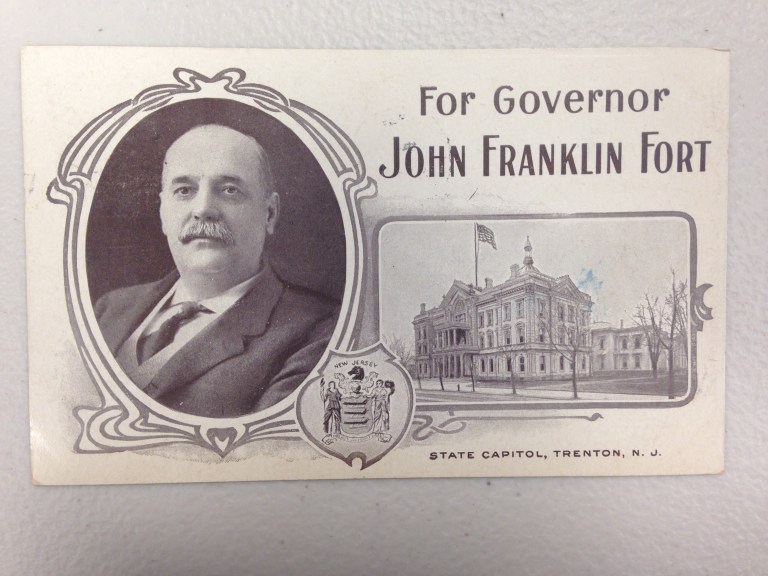 For Governor
JOHN FRANKLIN FORT
NEW JERSEY
STATE CAPITOL, TRENTON, N. J.